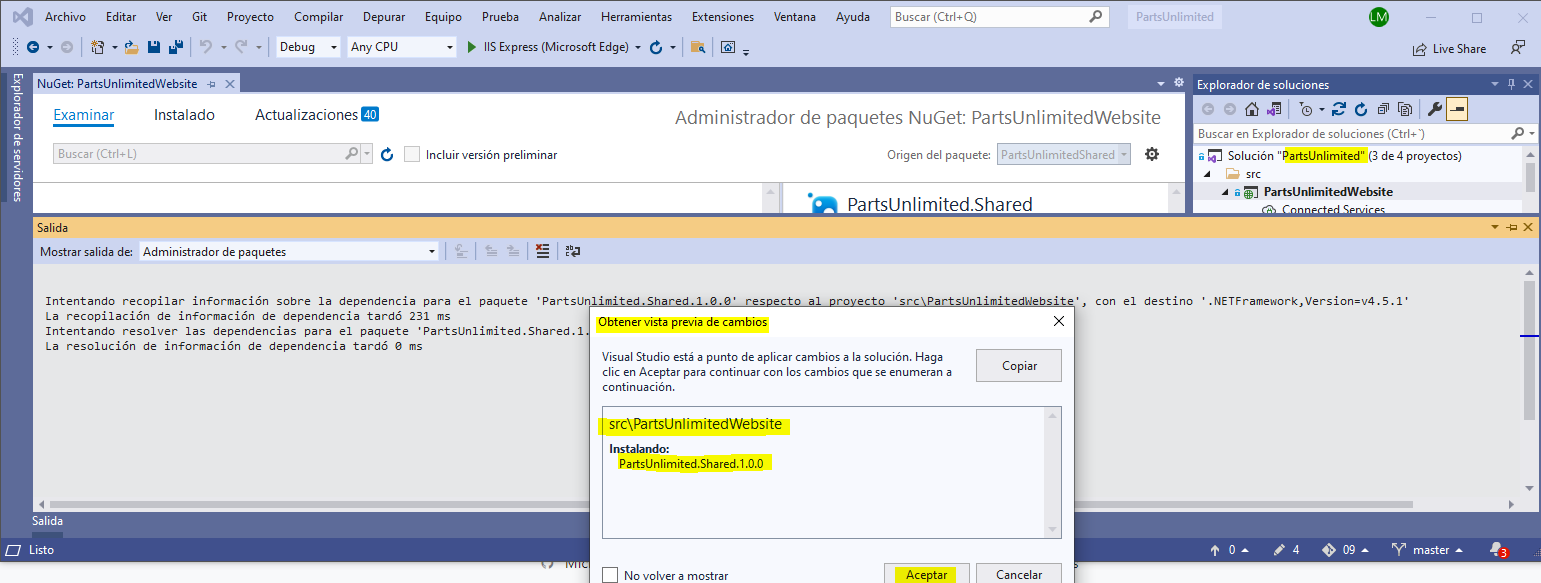 Archivo Editar Ver Git Proyecto Compilar Depurar Equipo Prueba Analizar Herramientas Extensiones Ventana Ayuda Buscar (Ctrl+Q) PartsUnlimited LM
Debug Any CPU IIS Express (Microsoft Edge) Live Share
Explorador de servidores
NuGet: PartsUnlimitedWebsite
Examinar Instalado Actualizaciones 40
Administrador de paquetes NuGet: PartsUnlimitedWebsite
Buscar (Ctrl+L) Incluir versión preliminar Origen del paquete: PartsUnlimitedShared
PartsUnlimited.Shared
Explorador de soluciones
Buscar en Explorador de soluciones (Ctrl+¨)
Solución "PartsUnlimited" (3 de 4 proyectos)
src
PartsUnlimitedWebsite
Connected Services
Salida
Mostrar salida de: Administrador de paquetes
Intentando recopilar información sobre la dependencia para el paquete 'PartsUnlimited.Shared.1.0.0' respecto al proyecto 'src\PartsUnlimitedWebsite', con el destino '.NETFramework,Version=v4.5.1'
La recopilación de información de dependencia tardó 231 ms
Intentando resolver las dependencias para el paquete 'PartsUnlimited.Shared.1.
La resolución de información de dependencia tardó 0 ms
Obtener vista previa de cambios
Visual Studio está a punto de aplicar cambios a la solución. Haga
clic en Aceptar para continuar con los cambios que se enumeran a
continuación.
Copiar
src\PartsUnlimitedWebsite
Instalando:
PartsUnlimited.Shared.1.0.0
No volver a mostrar
Aceptar Cancelar
Salida
Listo 0 4 09 master 3